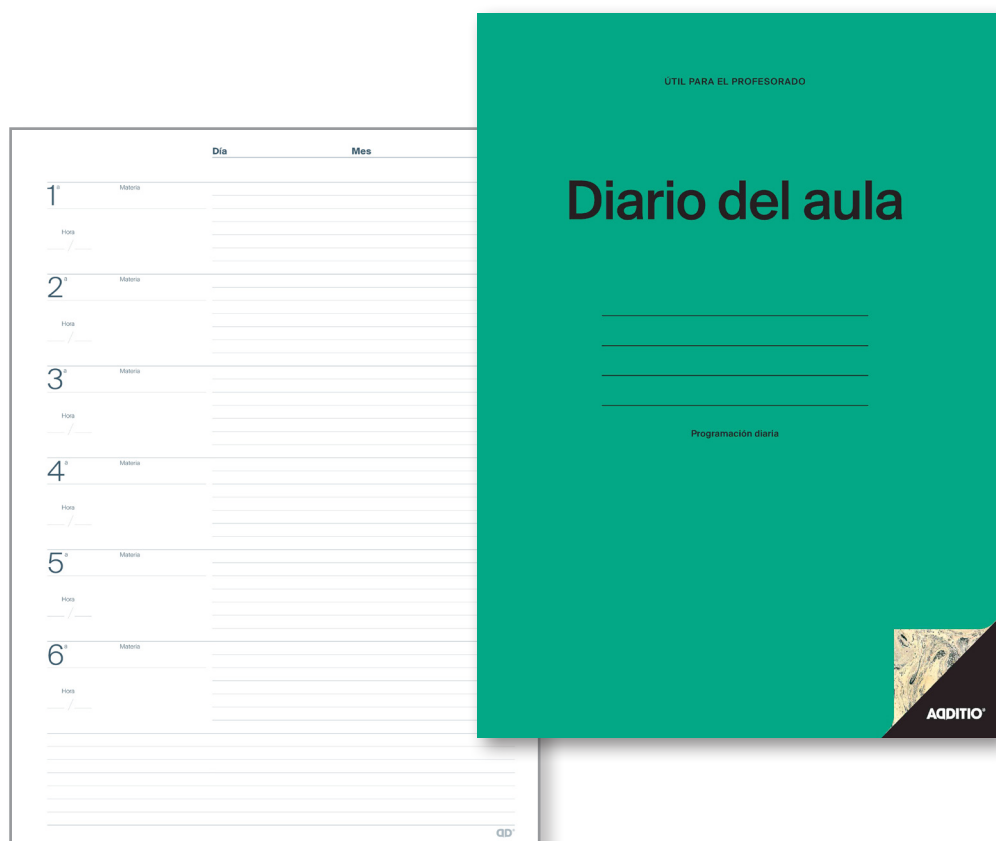 ÚTIL PARA EL PROFESORADO
Diario del aula
Programación diaria
ADDITIO®
Día Mes
1ª Materia
Hora
/
2ª Materia
Hora
/
3ª Materia
Hora
/
4ª Materia
Hora
/
5ª Materia
Hora
/
6ª Materia
Hora
/
AD®